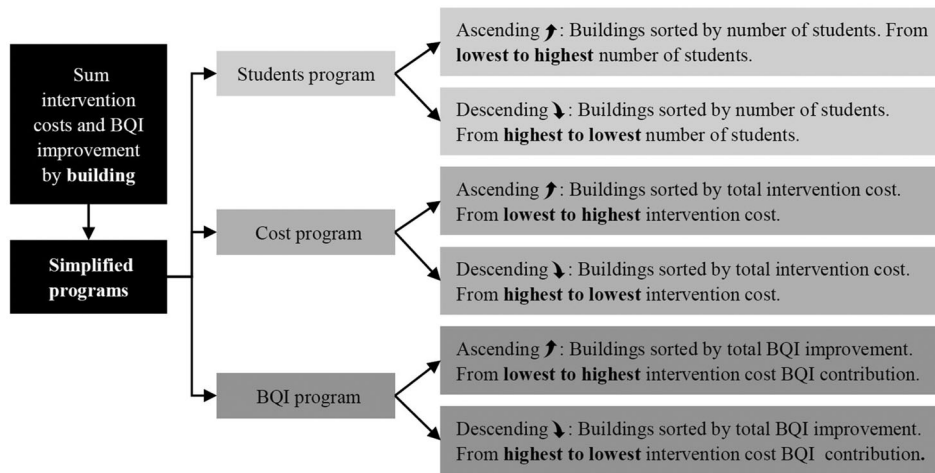 Sum
intervention
costs and BQI
improvement
by building
Simplified
programs
Students program
Ascending ⬆: Buildings sorted by number of students. From
lowest to highest number of students.
Descending ⬇: Buildings sorted by number of students.
From highest to lowest number of students.
Cost program
Ascending ⬆: Buildings sorted by total intervention cost.
From lowest to highest intervention cost.
Descending ⬇: Buildings sorted by total intervention cost.
From highest to lowest intervention cost.
BQI program
Ascending ⬆: Buildings sorted by total BQI improvement.
From lowest to highest intervention cost BQI contribution.
Descending ⬇: Buildings sorted by total BQI improvement.
From highest to lowest intervention cost BQI contribution.